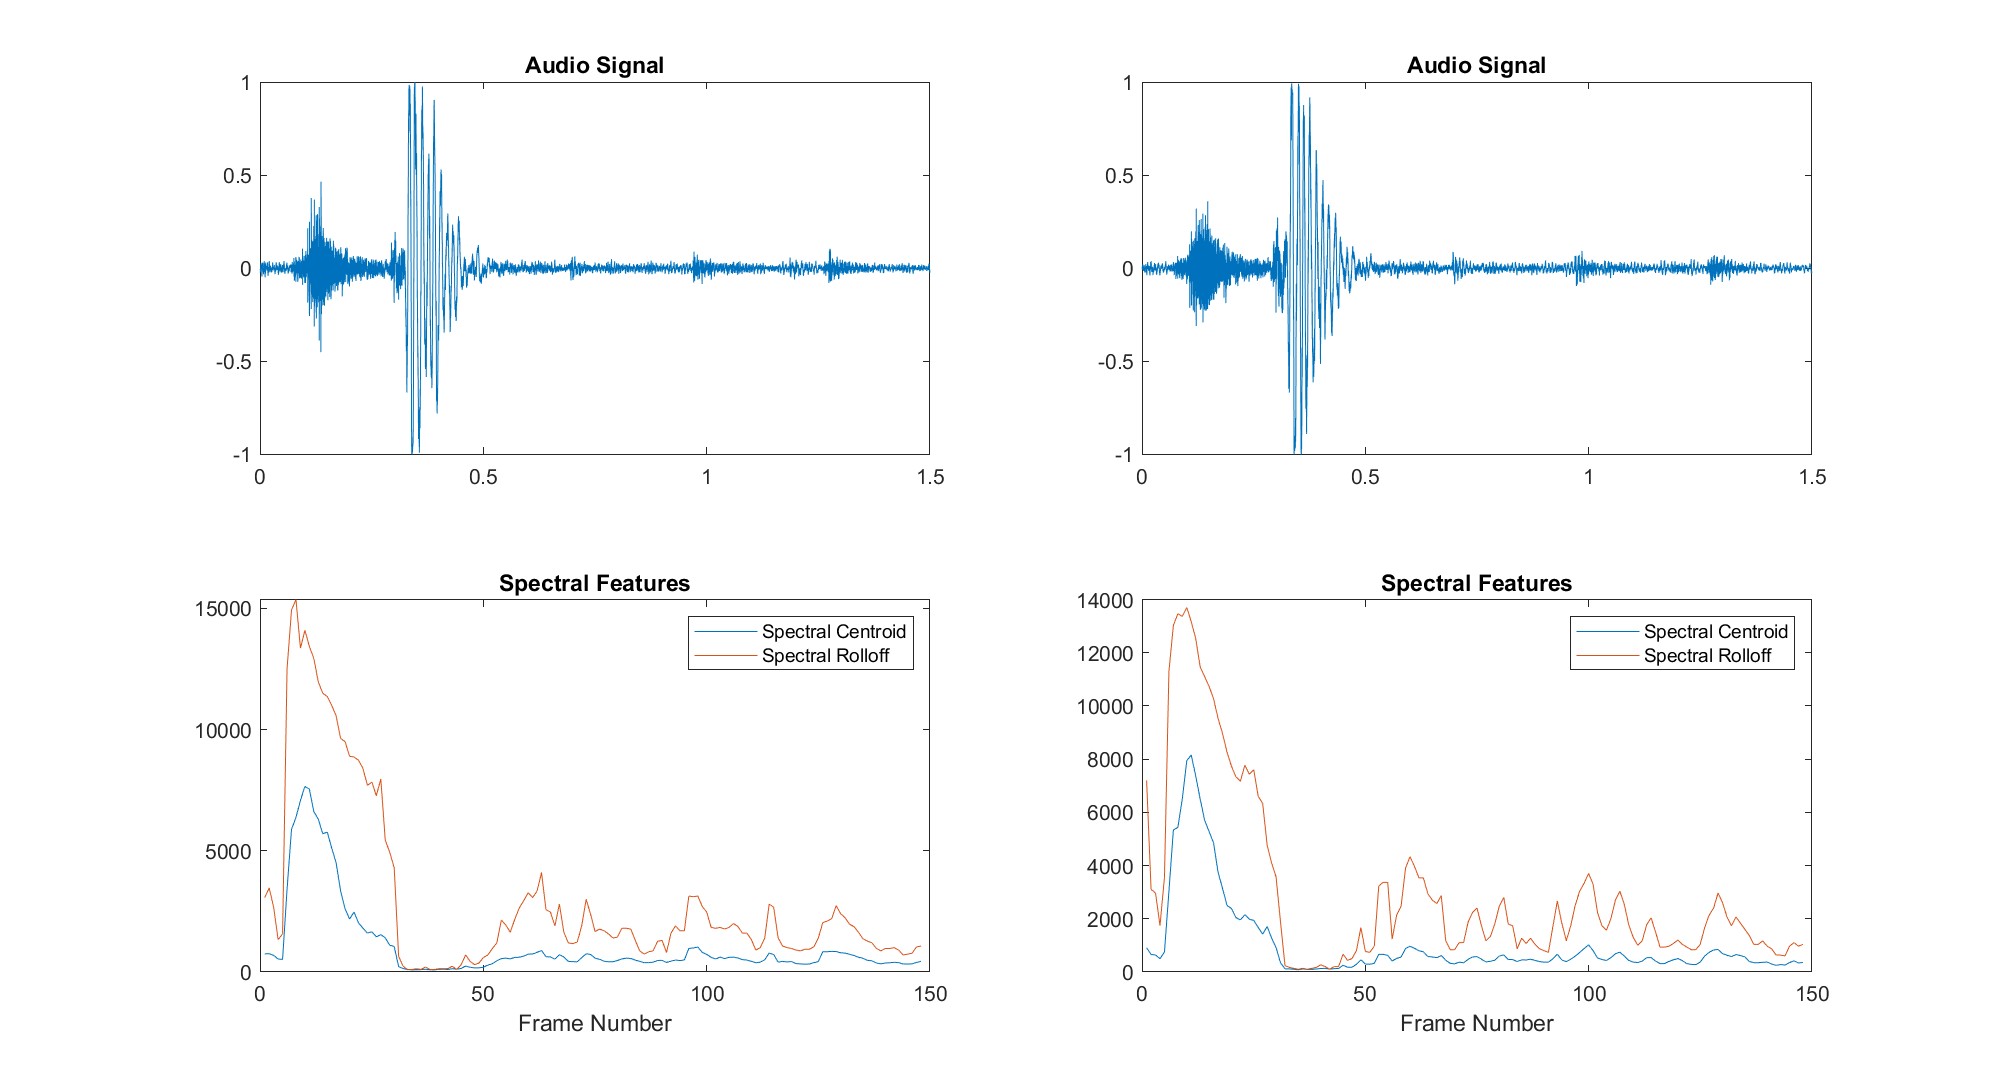 Audio Signal
1
0.5
0
-0.5
-1
0 0.5 1 1.5
Audio Signal
1
0.5
0
-0.5
-1
0 0.5 1 1.5
Spectral Features
15000
10000
5000
0
Spectral Centroid
Spectral Rolloff
0 50 100 150
Frame Number
Spectral Features
14000
12000
10000
8000
6000
4000
2000
0
Spectral Centroid
Spectral Rolloff
0 50 100 150
Frame Number